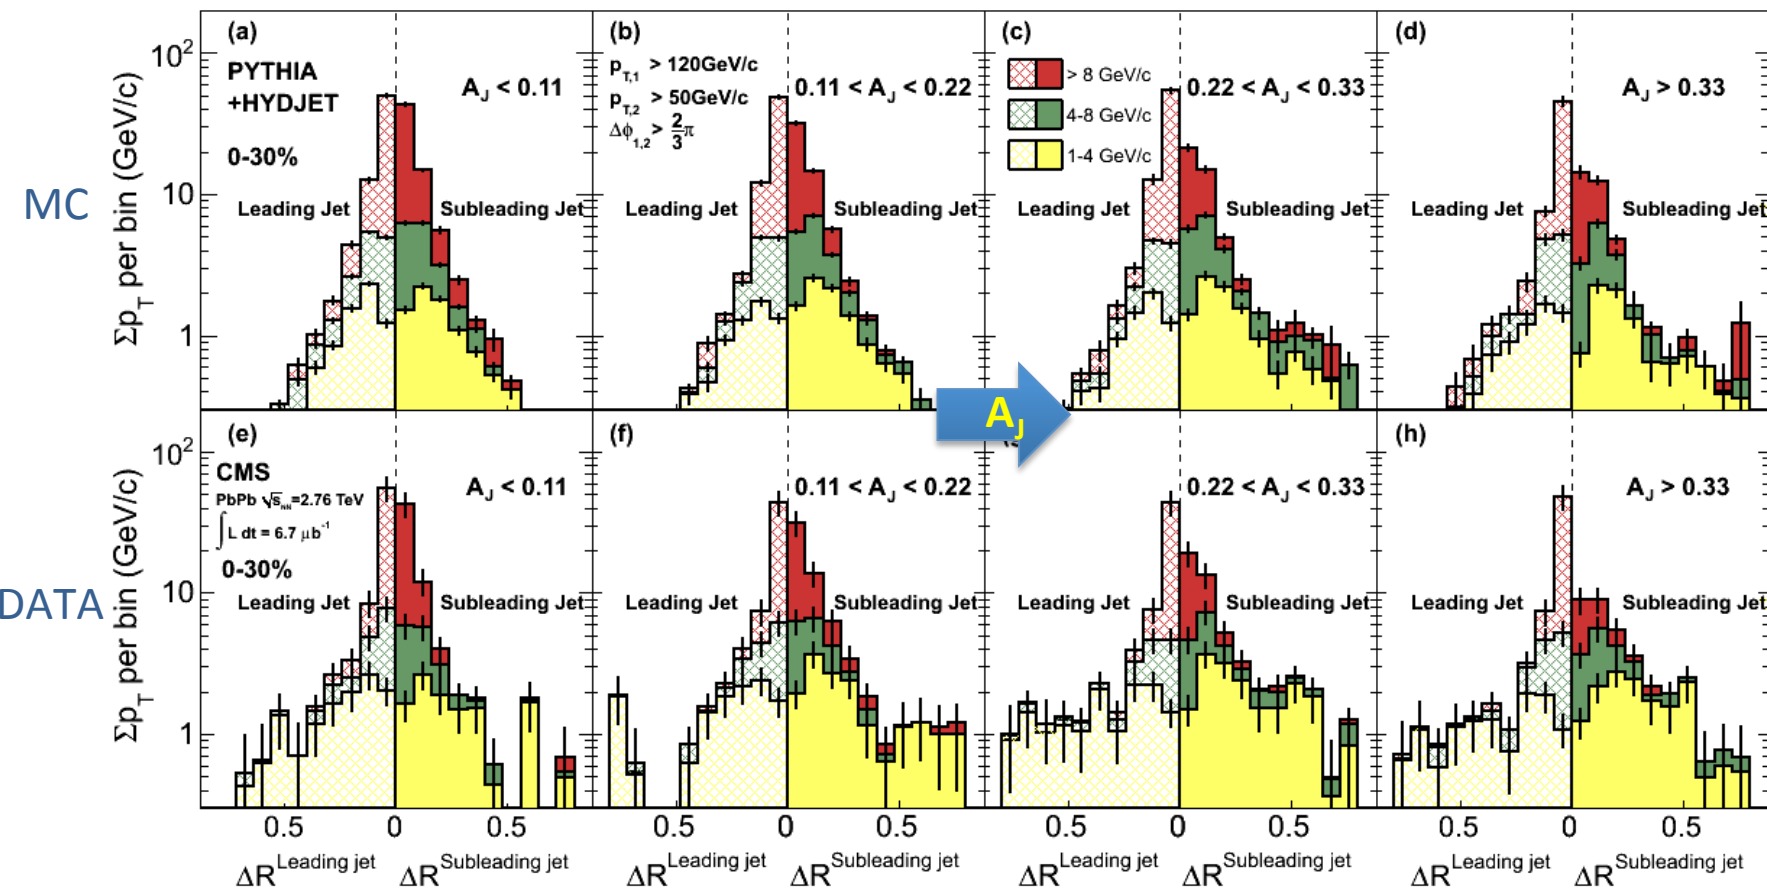 MC
DATA
(a)
PYTHIA
+HYDJET
0-30%
A_J < 0.11
Leading Jet
Subleading Jet
(b)
p_T,1 > 120GeV/c
p_T,2 > 50GeV/c
Δϕ_1,2 > 2/3 π
0.11 < A_J < 0.22
Leading Jet
Subleading Jet
(c)
> 8 GeV/c
4-8 GeV/c
1-4 GeV/c
0.22 < A_J < 0.33
Leading Jet
Subleading Jet
(d)
A_J > 0.33
Leading Jet
Subleading Jet
Σp_T per bin (GeV/c)
10²
10
1
A_J
(e)
CMS
PbPb √s_NN=2.76 TeV
∫ L dt = 6.7 μb⁻¹
0-30%
A_J < 0.11
Leading Jet
Subleading Jet
(f)
0.11 < A_J < 0.22
Leading Jet
Subleading Jet
0.22 < A_J < 0.33
Leading Jet
Subleading Jet
(h)
A_J > 0.33
Leading Jet
Subleading Jet
Σp_T per bin (GeV/c)
10²
10
1
0.5 0 0.5
0.5 0 0.5
0.5 0 0.5
0.5 0 0.5
ΔR^Leading jet ΔR^Subleading jet
ΔR^Leading jet ΔR^Subleading jet
ΔR^Leading jet ΔR^Subleading jet
ΔR^Leading jet ΔR^Subleading jet